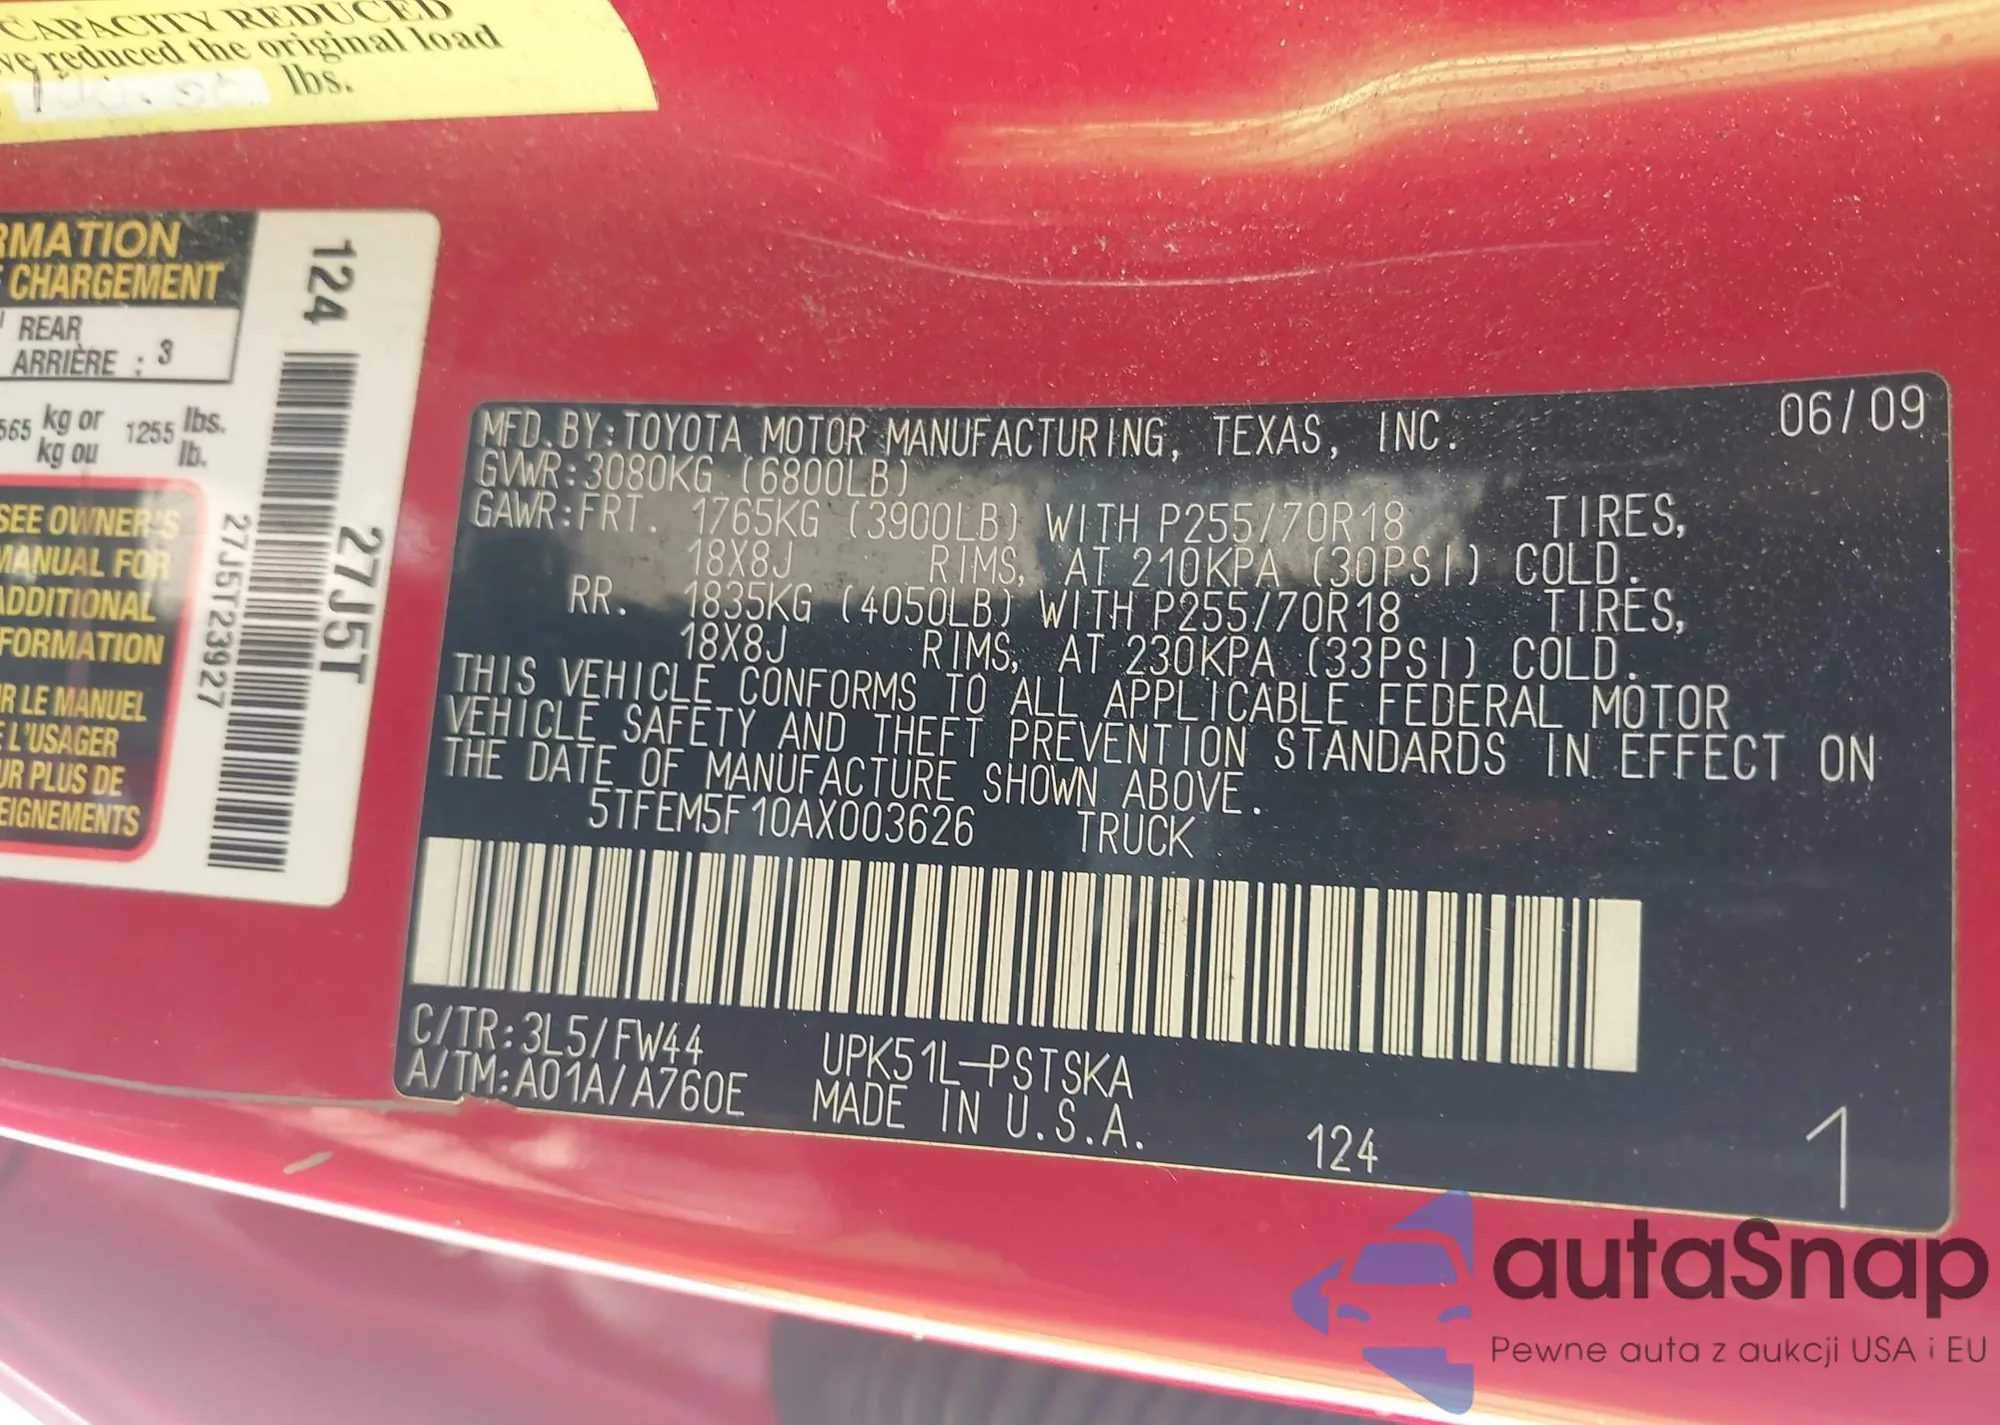 CAPACITY REDUCED
ve reduced the original load
lbs.
RMATION
E CHARGEMENT
REAR
ARRIÈRE : 3
565 kg or 1255 lbs.
kg ou lb.
SEE OWNER'S
MANUAL FOR
ADDITIONAL
FORMATION
R LE MANUEL
E L'USAGER
UR PLUS DE
EIGNEMENTS
124
27J5T
27J5T23927
MFD. BY: TOYOTA MOTOR MANUFACTURING, TEXAS, INC. 06/09
GVWR: 3080KG (6800LB)
GAWR: FRT. 1765KG (3900LB) WITH P255/70R18 TIRES,
18X8J RIMS, AT 210KPA (30PSI) COLD.
RR. 1835KG (4050LB) WITH P255/70R18 TIRES,
18X8J RIMS, AT 230KPA (33PSI) COLD.
THIS VEHICLE CONFORMS TO ALL APPLICABLE FEDERAL MOTOR
VEHICLE SAFETY AND THEFT PREVENTION STANDARDS IN EFFECT ON
THE DATE OF MANUFACTURE SHOWN ABOVE.
5TFEM5F10AX003626 TRUCK
C/TR: 3L5/FW44 UPK51L-PSTSKA
A/TM: A01A/A760E MADE IN U.S.A.
124
1
autaSnap
Pewne auta z aukcji USA i EU